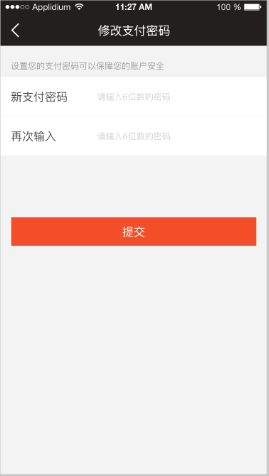 Applidium 11:27 AM 100 %
修改支付密码
设置您的支付密码可以保障您的账户安全
新支付密码 请输入6位数的密码
再次输入 请输入6位数的密码
提交